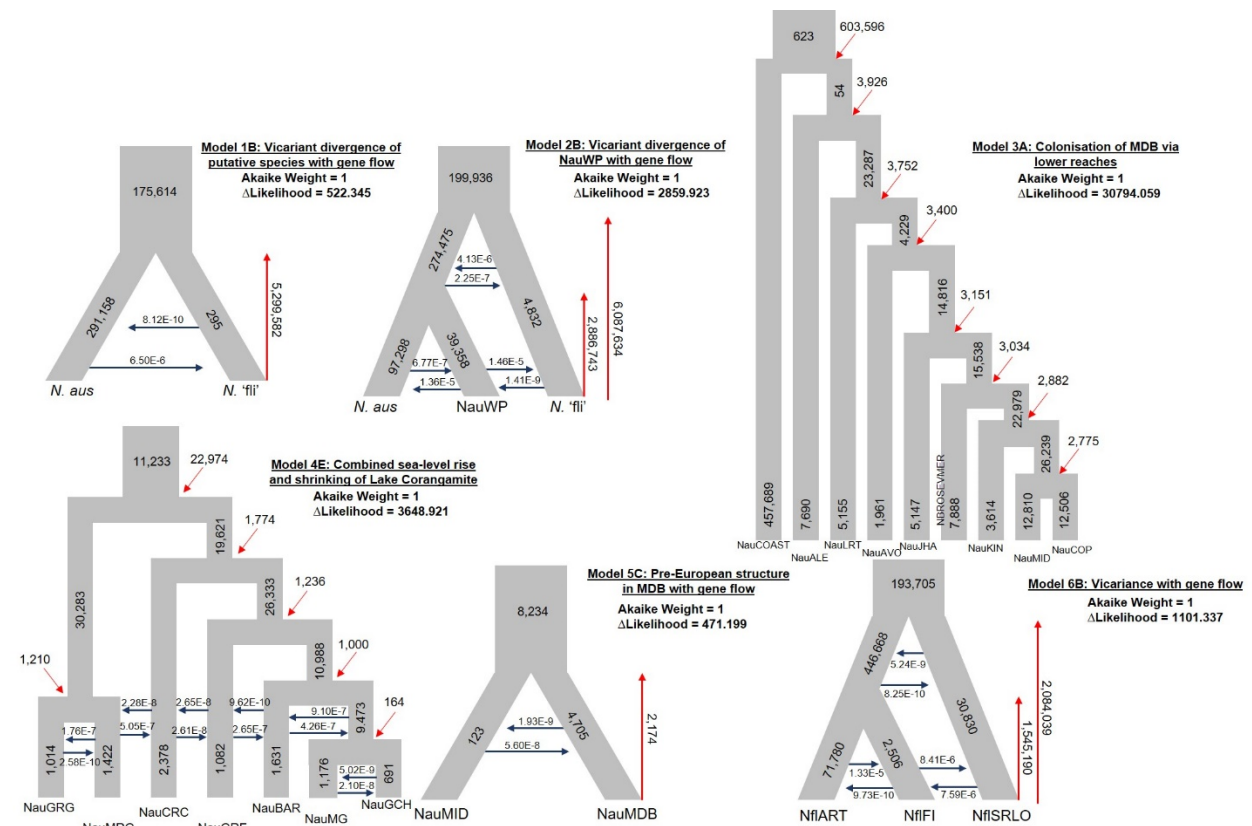 Model 1B: Vicariant divergence of
putative species with gene flow
Akaike Weight = 1
ΔLikelihood = 522.345
175,614
291,158
295
8.12E-10
6.50E-6
5,299,582
N. aus
N. 'fli'
Model 2B: Vicariant divergence of
NauWP with gene flow
Akaike Weight = 1
ΔLikelihood = 2859.923
199,936
274,475
4.13E-6
2.25E-7
4,832
97,298
39,358
6.77E-7
1.36E-5
1.46E-5
1.41E-9
2,886,743
6,087,634
N. aus
NauWP
N. 'fli'
Model 3A: Colonisation of MDB via
lower reaches
Akaike Weight = 1
ΔLikelihood = 30794.059
623
603,596
54
3,926
23,287
3,752
4,229
3,400
14,816
3,151
15,538
3,034
22,979
2,882
26,239
2,775
457,689
7,690
5,155
1,961
5,147
NBROSEVMER
7,888
3,614
12,810
12,506
NauCOAST
NauALE
NauLRT
NauAVO
NauJHA
NauKIN
NauMID
NauCOP
Model 4E: Combined sea-level rise
and shrinking of Lake Corangamite
Akaike Weight = 1
ΔLikelihood = 3648.921
11,233
22,974
19,621
1,774
30,283
26,333
1,236
10,988
1,000
1,210
9,473
164
2.28E-8
2.65E-8
9.62E-10
9.10E-7
1.76E-7
5.05E-7
2.61E-8
2.65E-7
4.26E-7
2.58E-10
5.02E-9
2.10E-8
1,014
1,422
2,378
1,082
1,631
1,176
691
NauGRG
NauCRC
NauBAR
NauMG
NauGCH
Model 5C: Pre-European structure
in MDB with gene flow
Akaike Weight = 1
ΔLikelihood = 471.199
8,234
123
4,705
1.93E-9
5.60E-8
2,174
NauMID
NauMDB
Model 6B: Vicariance with gene flow
Akaike Weight = 1
ΔLikelihood = 1101.337
193,705
446,668
5.24E-9
8.25E-10
30,830
71,780
2,506
1.33E-5
9.73E-10
8.41E-6
7.59E-6
1,545,190
2,084,039
NflART
NflFI
NflSRLO